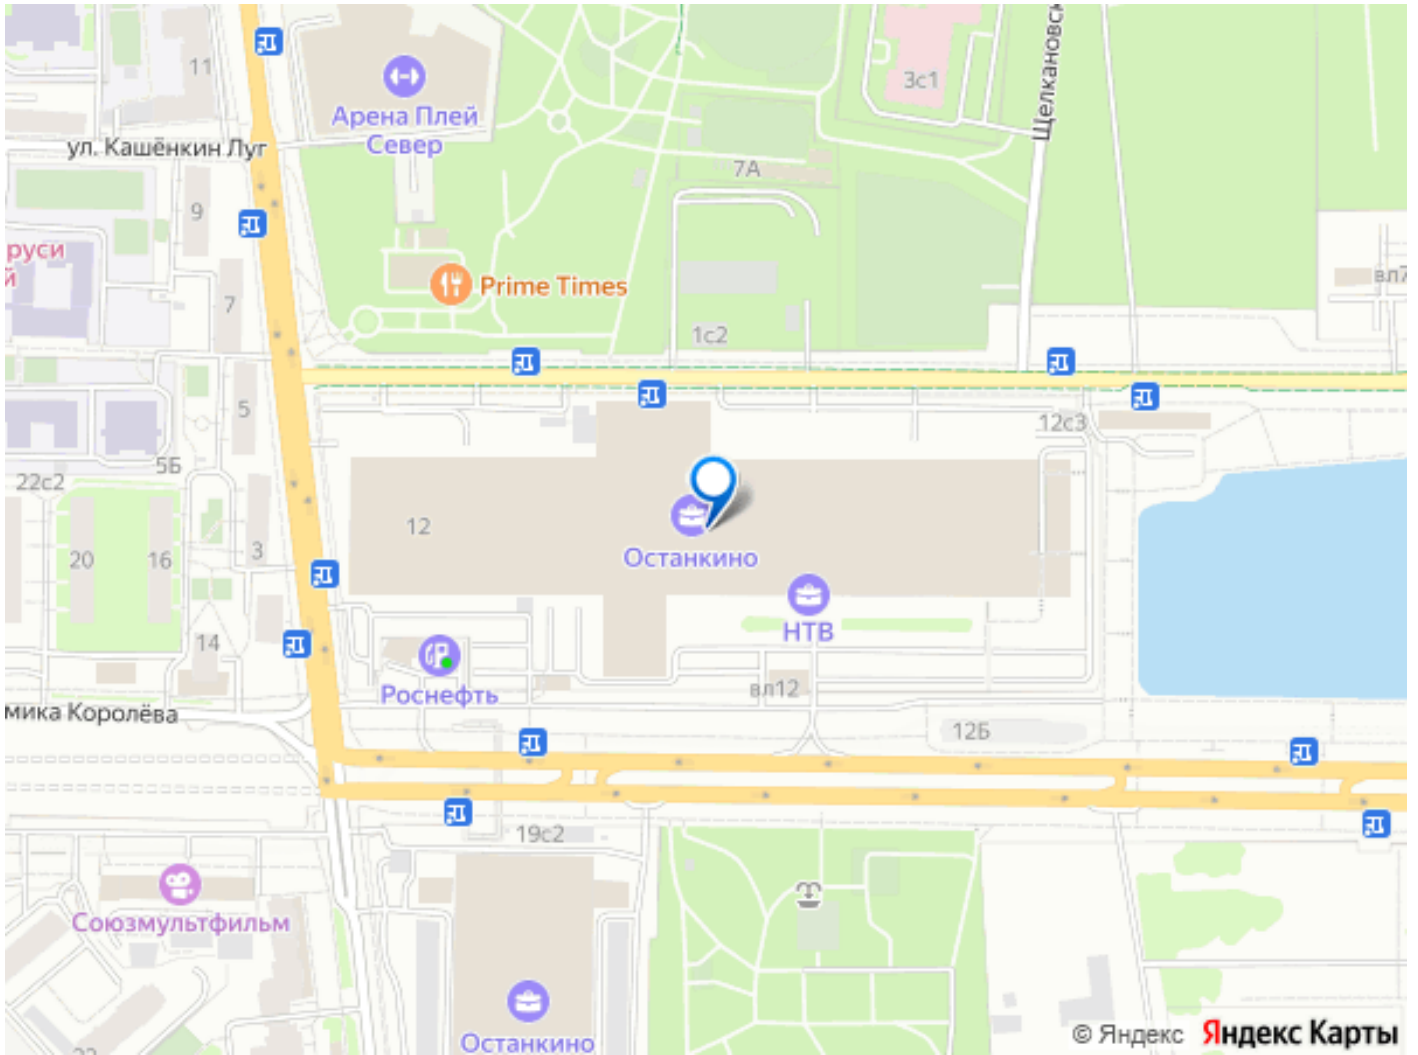 Щелкановск
11
3с1
Арена Плей
Север
ул. Кашёнкин Луг
7А
9
руси
й
вл7
Prime Times
7
1с2
5
12с3
5Б
22с2
12
20
16
3
Останкино
НТВ
14
Роснефть
вл12
мика Королёва
12Б
19с2
Союзмультфильм
Останкино
© Яндекс Яндекс Карты